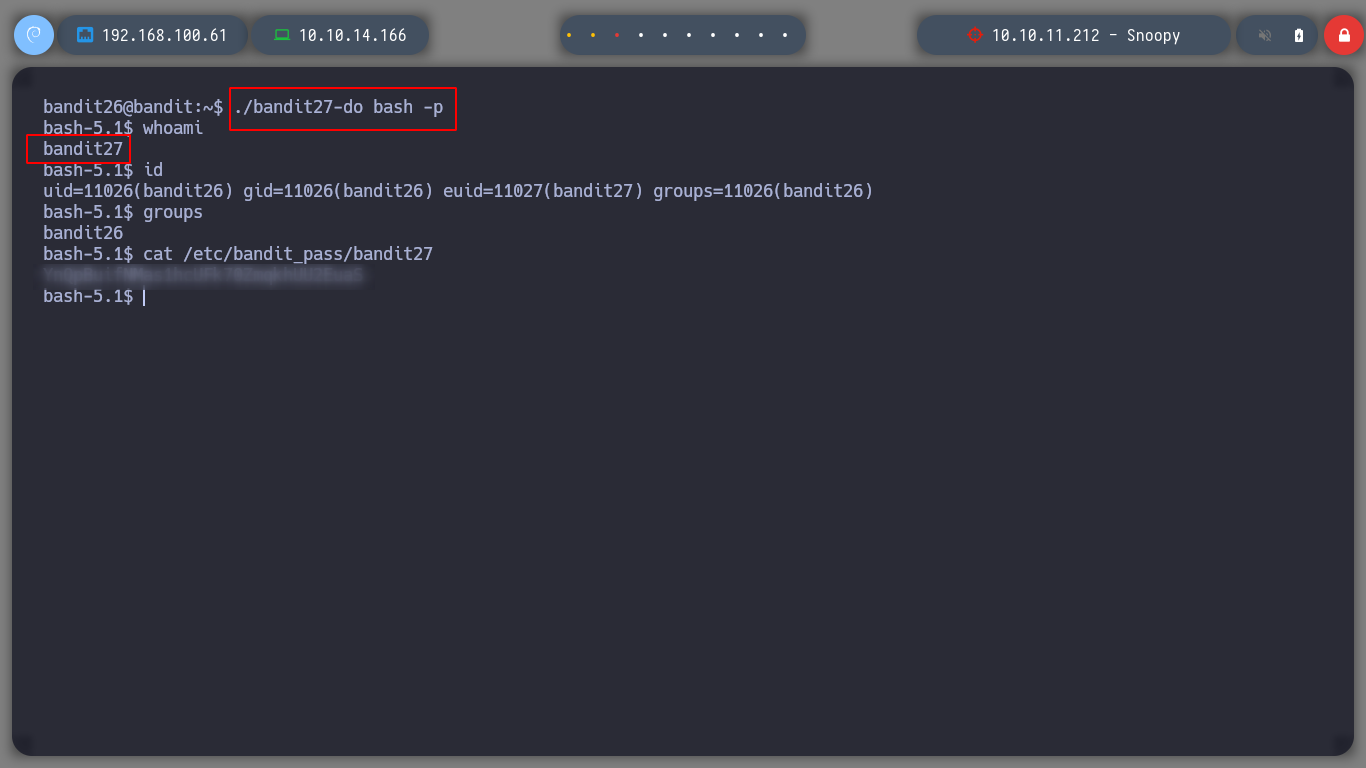 192.168.100.61 10.10.14.166 10.10.11.212 - Snoopy
bandit26@bandit:~$ ./bandit27-do bash -p
bash-5.1$ whoami
bandit27
bash-5.1$ id
uid=11026(bandit26) gid=11026(bandit26) euid=11027(bandit27) groups=11026(bandit26)
bash-5.1$ groups
bandit26
bash-5.1$ cat /etc/bandit_pass/bandit27
bash-5.1$